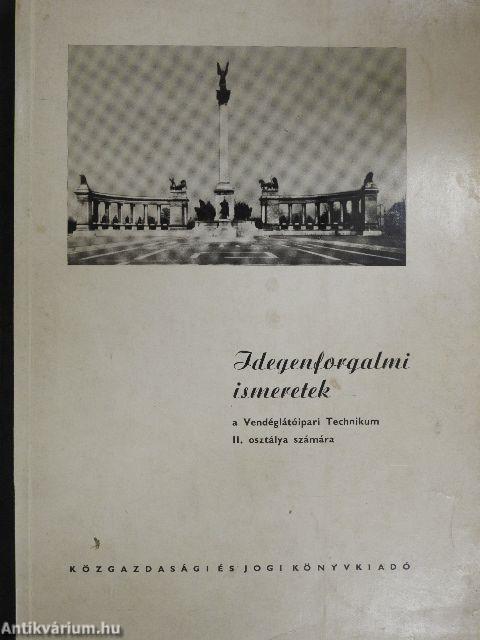 Idegenforgalmi
ismeretek
a Vendéglátóipari Technikum
II. osztálya számára
KÖZGAZDASÁGI ÉS JOGI KÖNYVKIADÓ
Antikvárium.hu